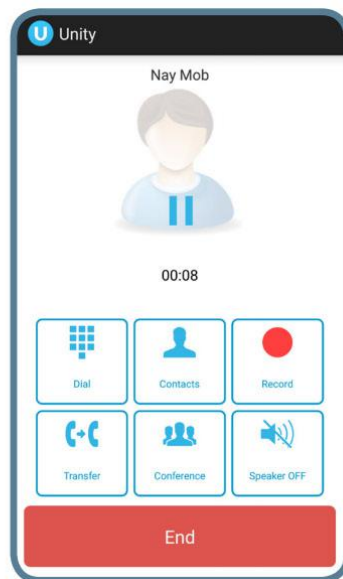 U Unity
Nay Mob
00:08
Dial Contacts Record
Transfer Conference Speaker OFF
End